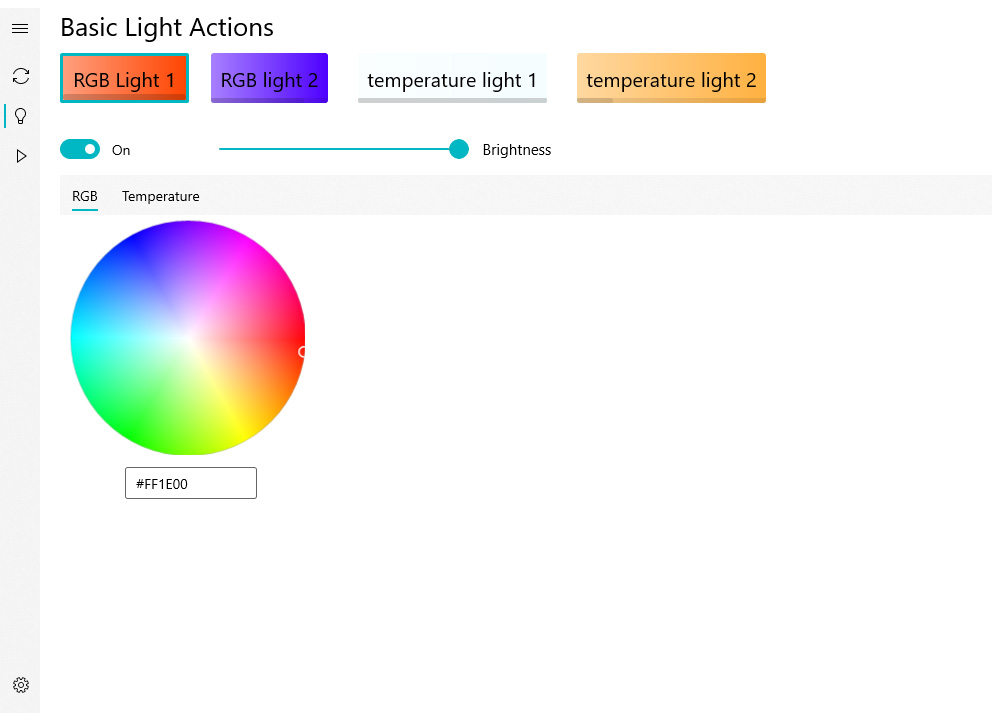 Basic Light Actions
RGB Light 1
RGB light 2
temperature light 1
temperature light 2
On
Brightness
RGB
Temperature
#FF1E00